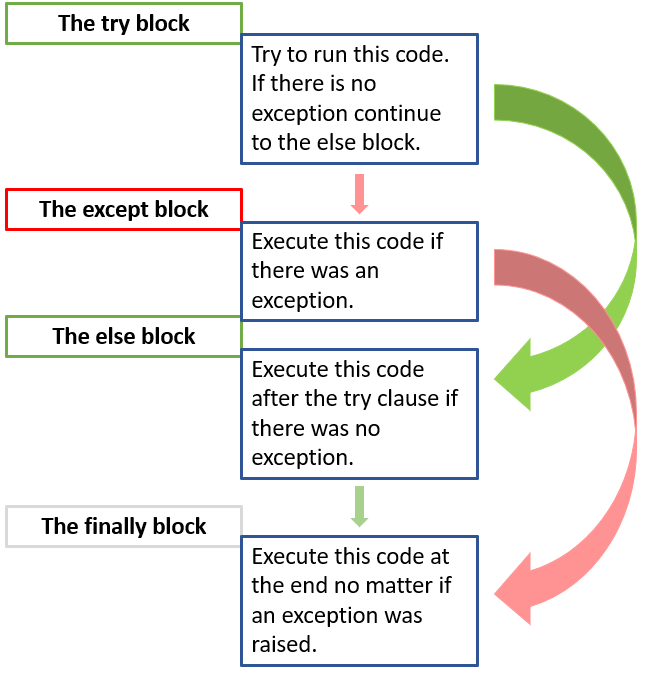 The try block
Try to run this code.
If there is no
exception continue
to the else block.
The except block
Execute this code if
there was an
exception.
The else block
Execute this code
after the try clause if
there was no
exception.
The finally block
Execute this code at
the end no matter if
an exception was
raised.